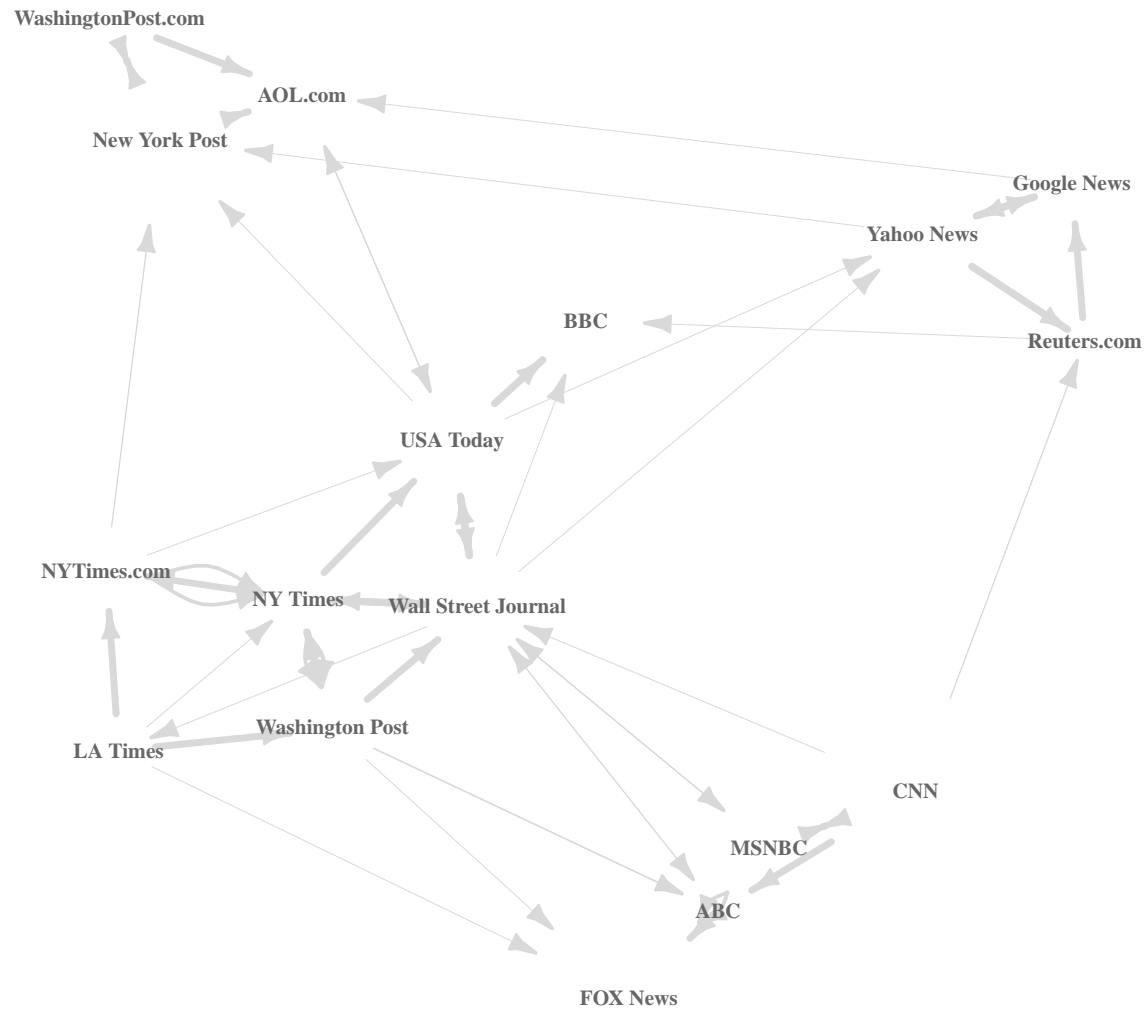 WashingtonPost.com
AOL.com
New York Post
Google News
Yahoo News
BBC
Reuters.com
USA Today
NYTimes.com
NY Times
Wall Street Journal
Washington Post
LA Times
CNN
MSNBC
ABC
FOX News